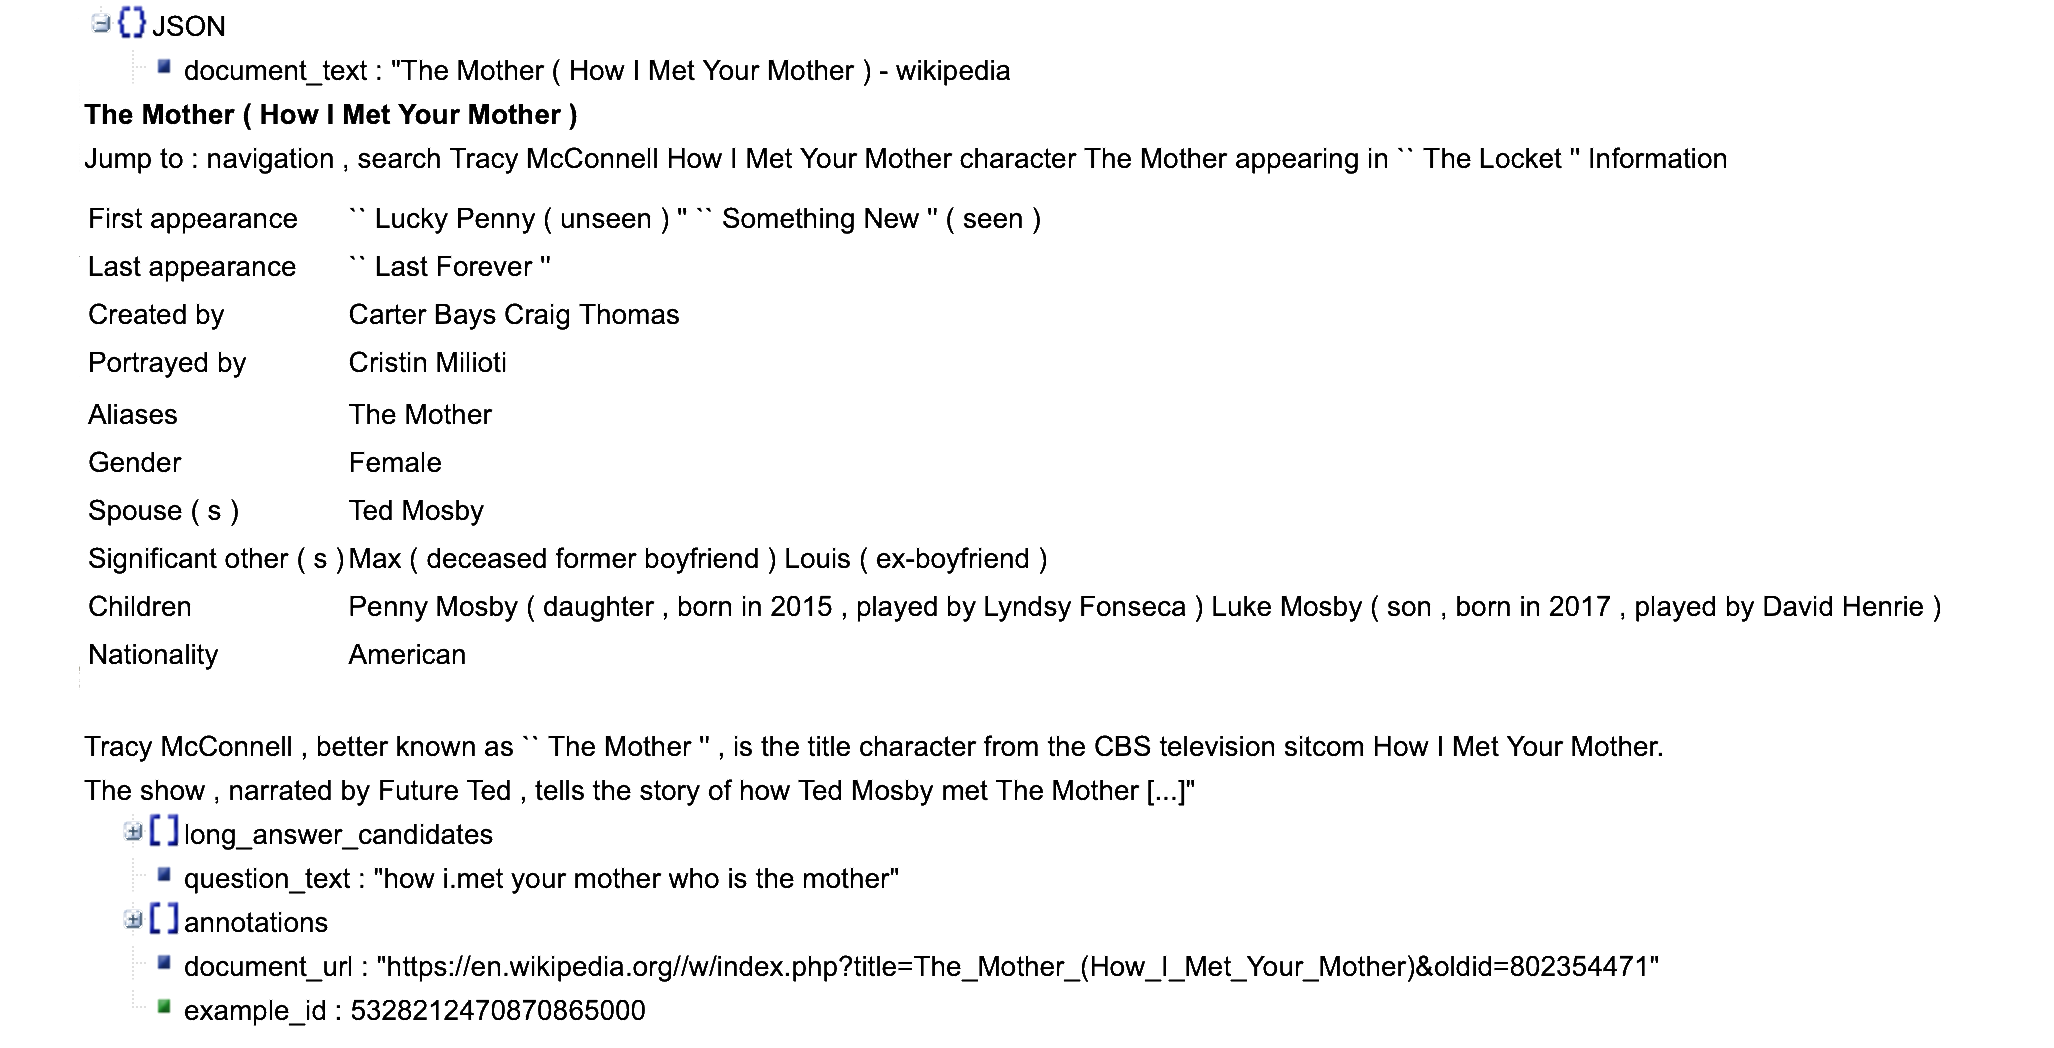 JSON
document_text : "The Mother ( How I Met Your Mother ) - wikipedia
The Mother ( How I Met Your Mother )
Jump to : navigation , search Tracy McConnell How I Met Your Mother character The Mother appearing in `` The Locket '' Information
First appearance `` Lucky Penny ( unseen ) " `` Something New '' ( seen )
Last appearance `` Last Forever ''
Created by Carter Bays Craig Thomas
Portrayed by Cristin Milioti
Aliases The Mother
Gender Female
Spouse ( s ) Ted Mosby
Significant other ( s ) Max ( deceased former boyfriend ) Louis ( ex-boyfriend )
Children Penny Mosby ( daughter , born in 2015 , played by Lyndsy Fonseca ) Luke Mosby ( son , born in 2017 , played by David Henrie )
Nationality American
Tracy McConnell , better known as `` The Mother '' , is the title character from the CBS television sitcom How I Met Your Mother.
The show , narrated by Future Ted , tells the story of how Ted Mosby met The Mother [...]"
long_answer_candidates
question_text : "how i.met your mother who is the mother"
annotations
document_url : "https://en.wikipedia.org//w/index.php?title=The_Mother_(How_I_Met_Your_Mother)&oldid=802354471"
example_id : 5328212470870865000